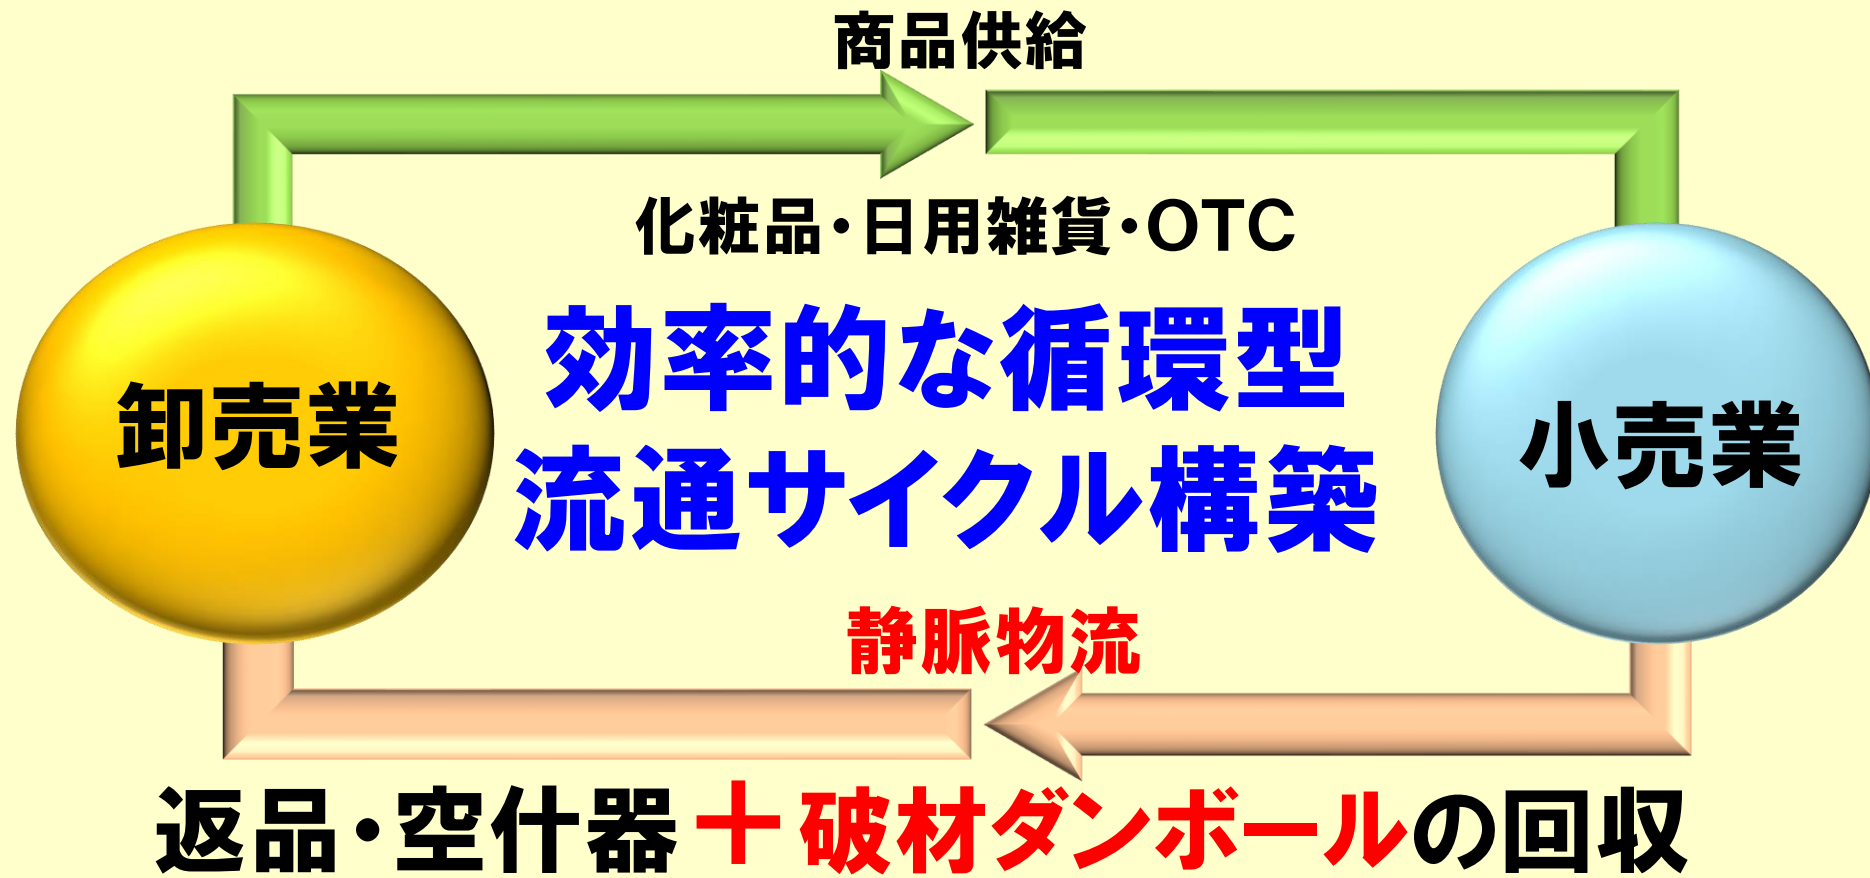 商品供給
化粧品・日用雑貨・OTC
効率的な循環型
流通サイクル構築
卸売業
小売業
静脈物流
返品・空什器＋破材ダンボールの回収